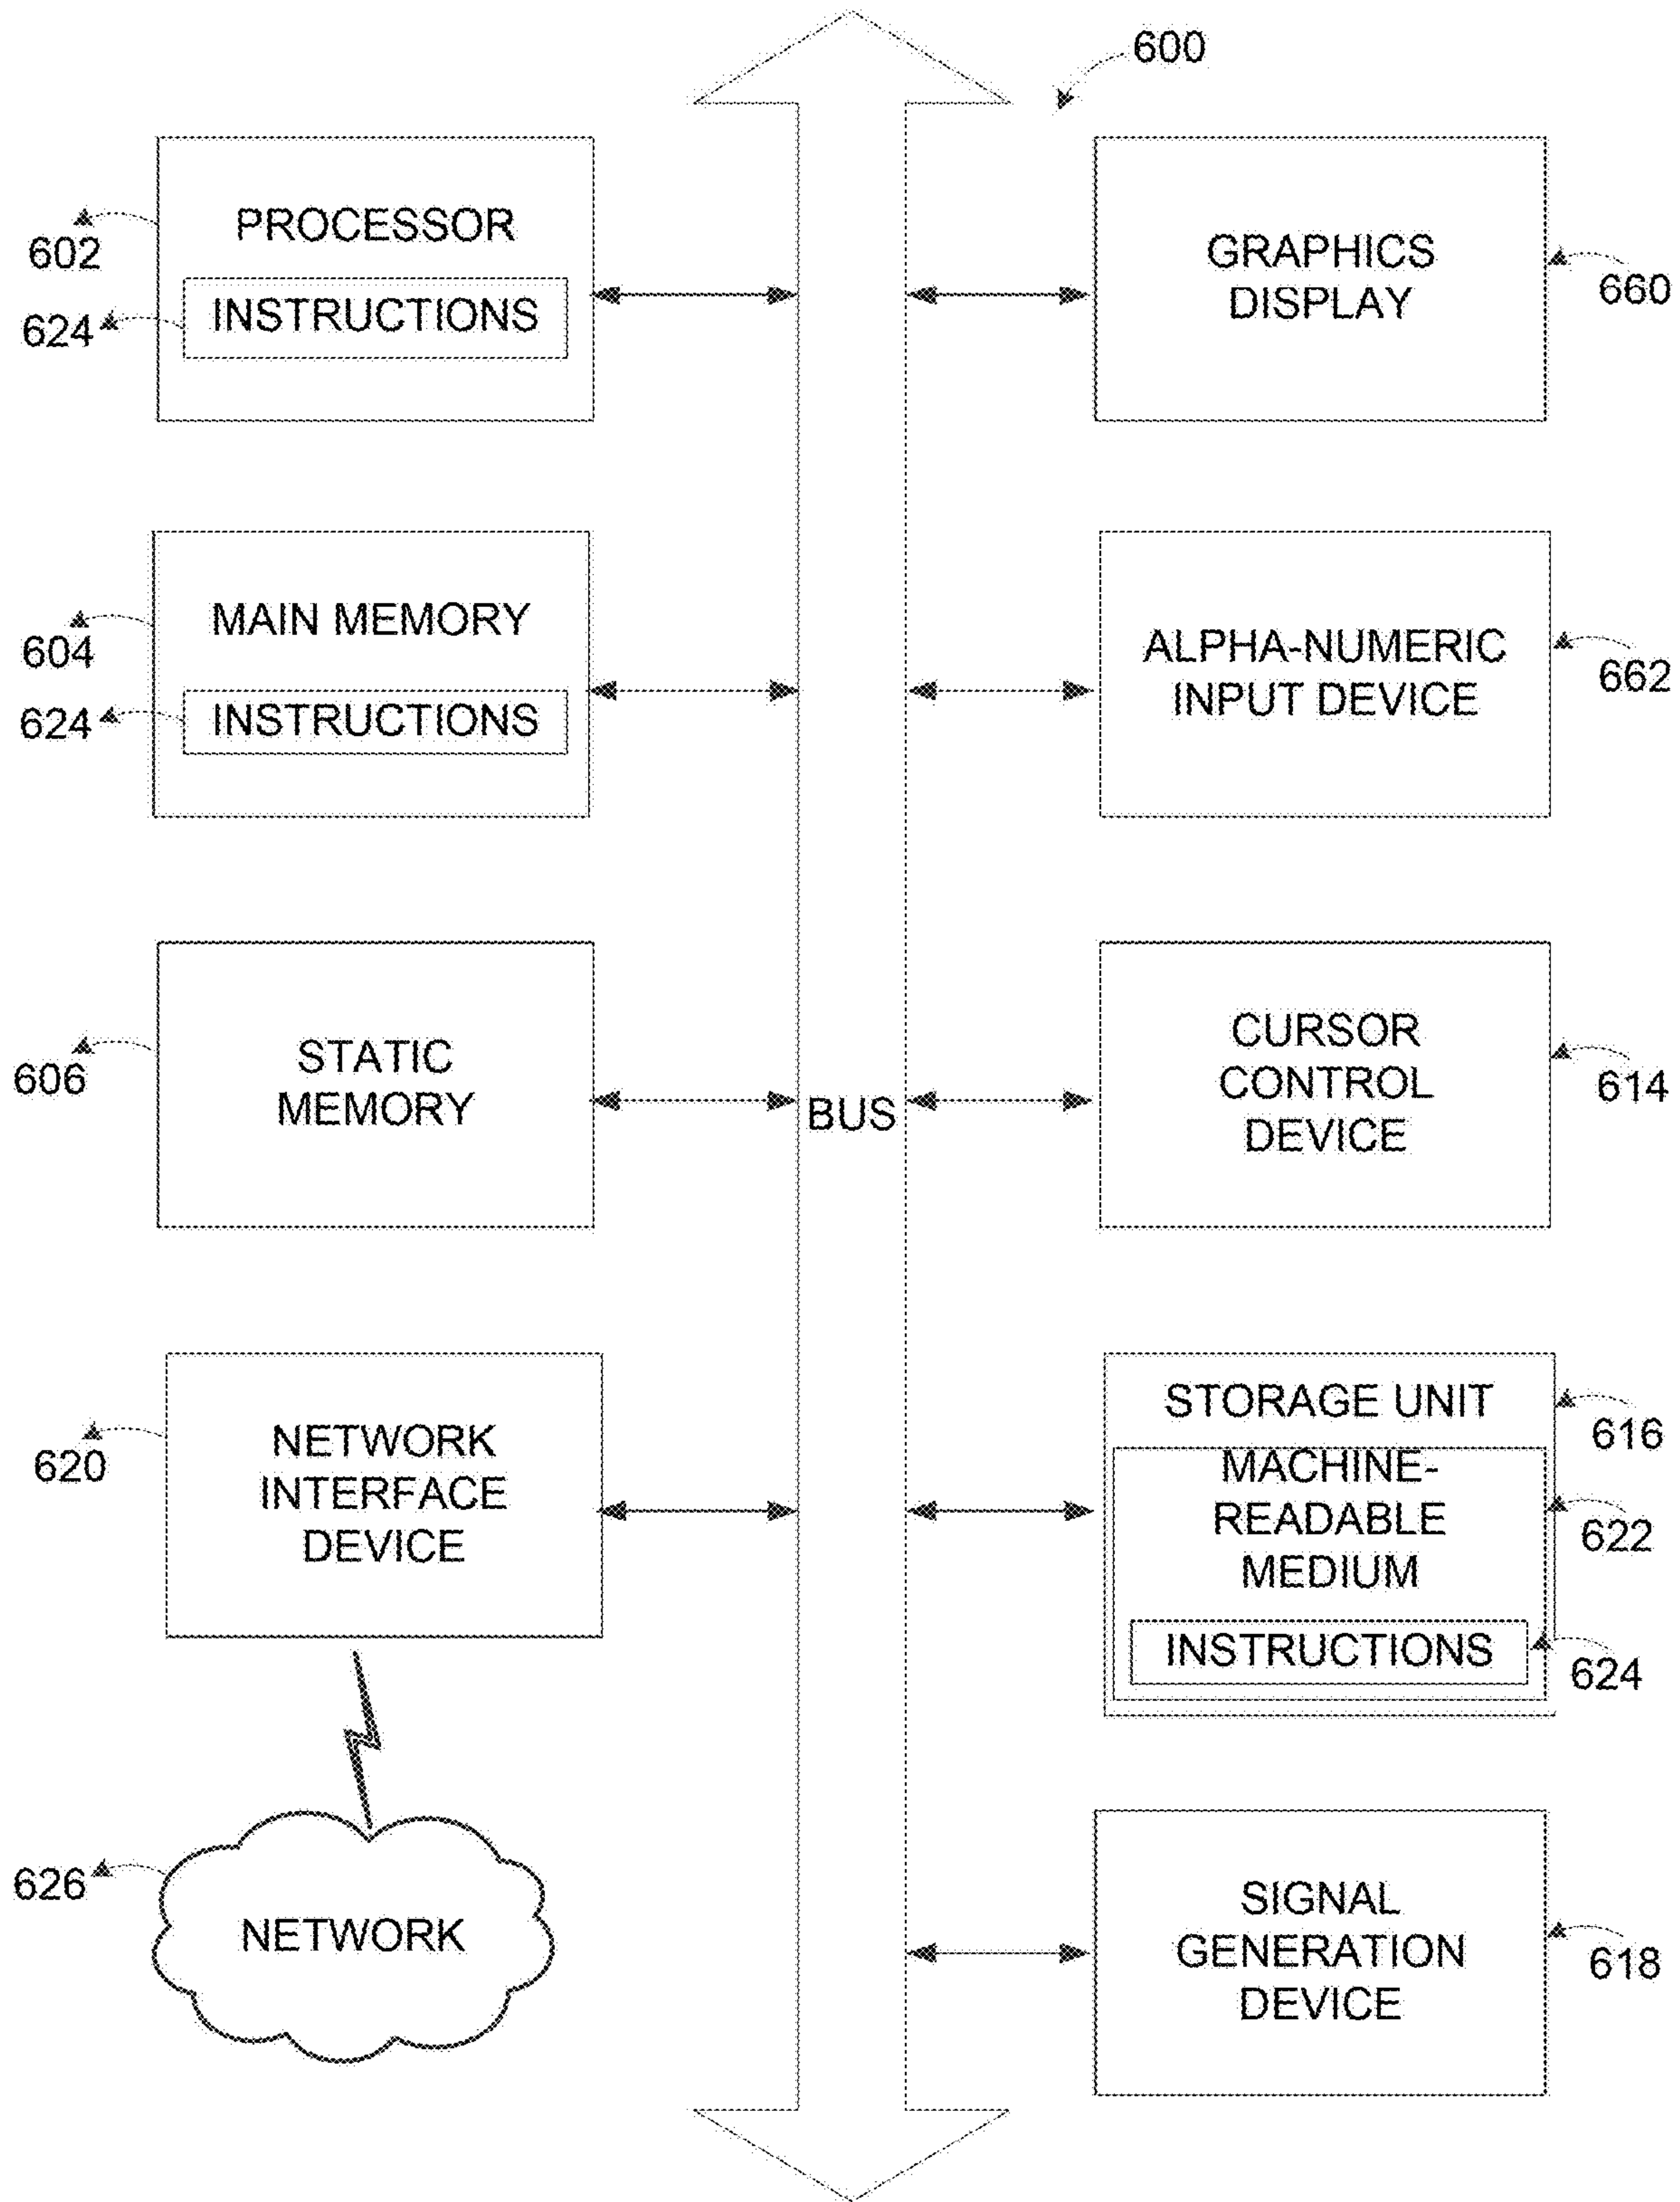 600
PROCESSOR
602
INSTRUCTIONS
624
GRAPHICS
DISPLAY
660
MAIN MEMORY
604
INSTRUCTIONS
624
ALPHA-NUMERIC
INPUT DEVICE
662
STATIC
MEMORY
606
BUS
CURSOR
CONTROL
DEVICE
614
NETWORK
INTERFACE
DEVICE
620
STORAGE UNIT
616
MACHINE-
READABLE
MEDIUM
622
INSTRUCTIONS
624
NETWORK
626
SIGNAL
GENERATION
DEVICE
618